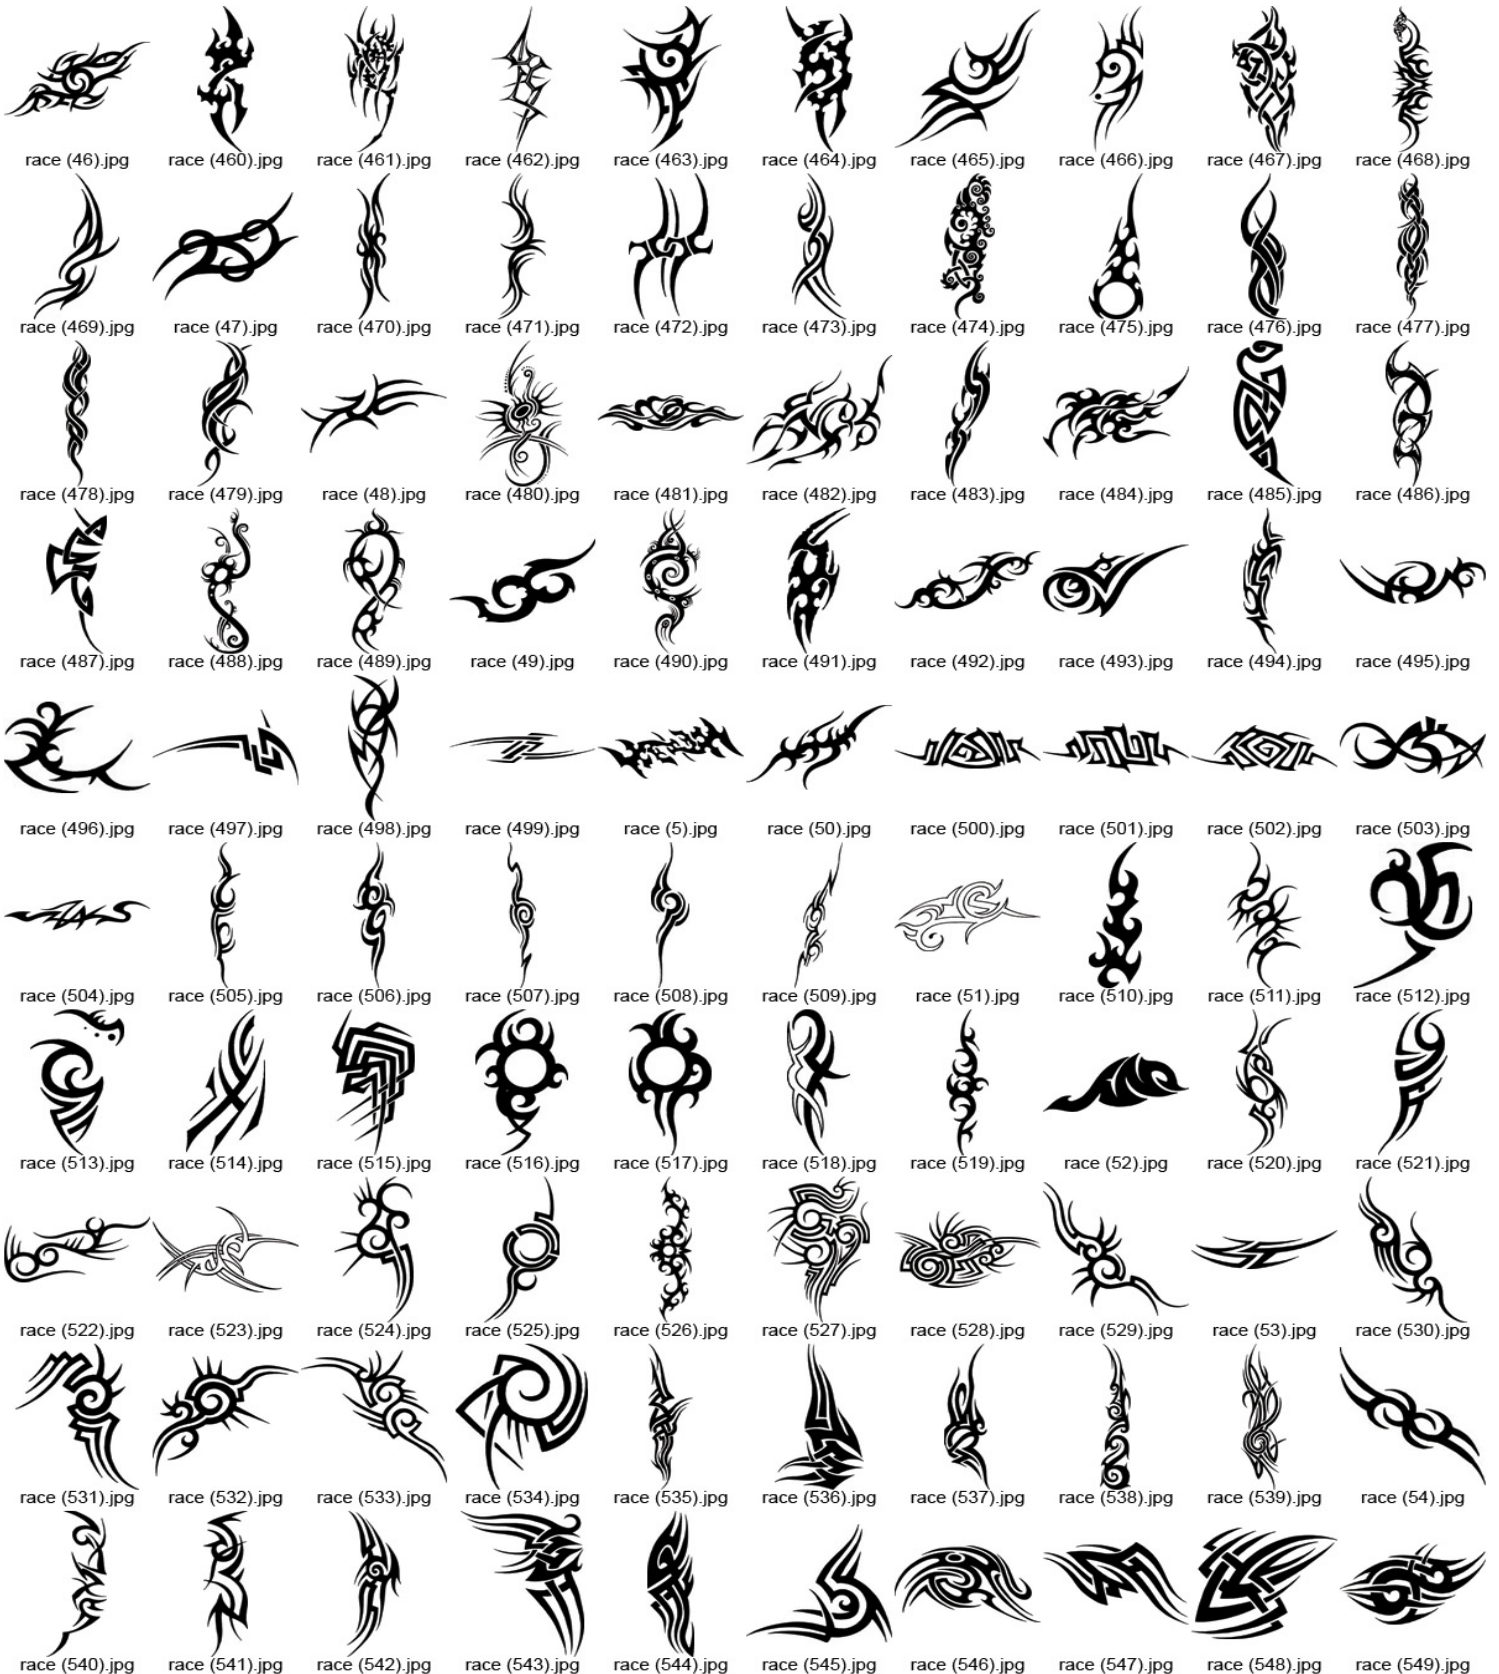 race (46).jpg race (460).jpg race (461).jpg race (462).jpg race (463).jpg race (464).jpg race (465).jpg race (466).jpg race (467).jpg race (468).jpg
race (469).jpg race (47).jpg race (470).jpg race (471).jpg race (472).jpg race (473).jpg race (474).jpg race (475).jpg race (476).jpg race (477).jpg
race (478).jpg race (479).jpg race (48).jpg race (480).jpg race (481).jpg race (482).jpg race (483).jpg race (484).jpg race (485).jpg race (486).jpg
race (487).jpg race (488).jpg race (489).jpg race (49).jpg race (490).jpg race (491).jpg race (492).jpg race (493).jpg race (494).jpg race (495).jpg
race (496).jpg race (497).jpg race (498).jpg race (499).jpg race (5).jpg race (50).jpg race (500).jpg race (501).jpg race (502).jpg race (503).jpg
race (504).jpg race (505).jpg race (506).jpg race (507).jpg race (508).jpg race (509).jpg race (51).jpg race (510).jpg race (511).jpg race (512).jpg
race (513).jpg race (514).jpg race (515).jpg race (516).jpg race (517).jpg race (518).jpg race (519).jpg race (52).jpg race (520).jpg race (521).jpg
race (522).jpg race (523).jpg race (524).jpg race (525).jpg race (526).jpg race (527).jpg race (528).jpg race (529).jpg race (53).jpg race (530).jpg
race (531).jpg race (532).jpg race (533).jpg race (534).jpg race (535).jpg race (536).jpg race (537).jpg race (538).jpg race (539).jpg race (54).jpg
race (540).jpg race (541).jpg race (542).jpg race (543).jpg race (544).jpg race (545).jpg race (546).jpg race (547).jpg race (548).jpg race (549).jpg